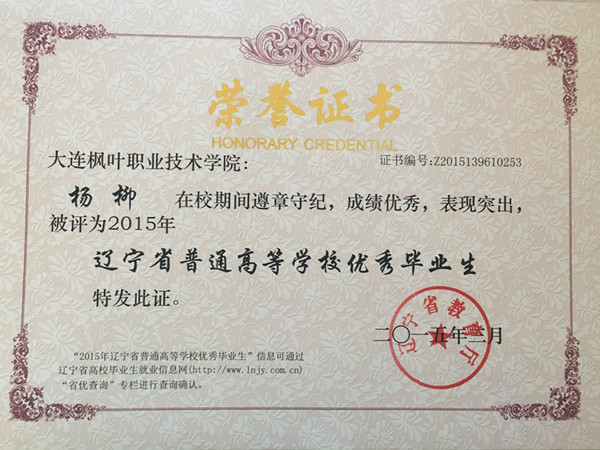 荣誉证书
HONORARY CREDENTIAL
大连枫叶职业技术学院：
证书编号:Z2015139610253
杨柳 在校期间遵章守纪，成绩优秀，表现突出，
被评为2015年
辽宁省普通高等学校优秀毕业生
特发此证。
辽宁省教育厅
二〇一五年三月
“2015年辽宁省普通高等学校优秀毕业生”信息可通过
辽宁省高校毕业生就业信息网(http://www.lnjy.com.cn)
“省优查询”专栏进行查询确认。